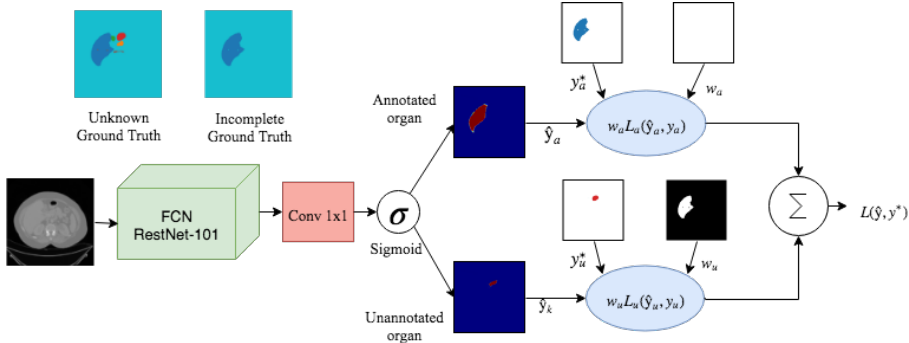 Unknown
Ground Truth
Incomplete
Ground Truth
Annotated
organ
y*ₐ
wₐ
ŷₐ
wₐLₐ(ŷₐ, yₐ)
FCN
RestNet-101
Conv 1x1
σ
Sigmoid
Σ
L(ŷ, y*)
y*ᵤ
wᵤ
Unannotated
organ
ŷₖ
wᵤLᵤ(ŷᵤ, yᵤ)